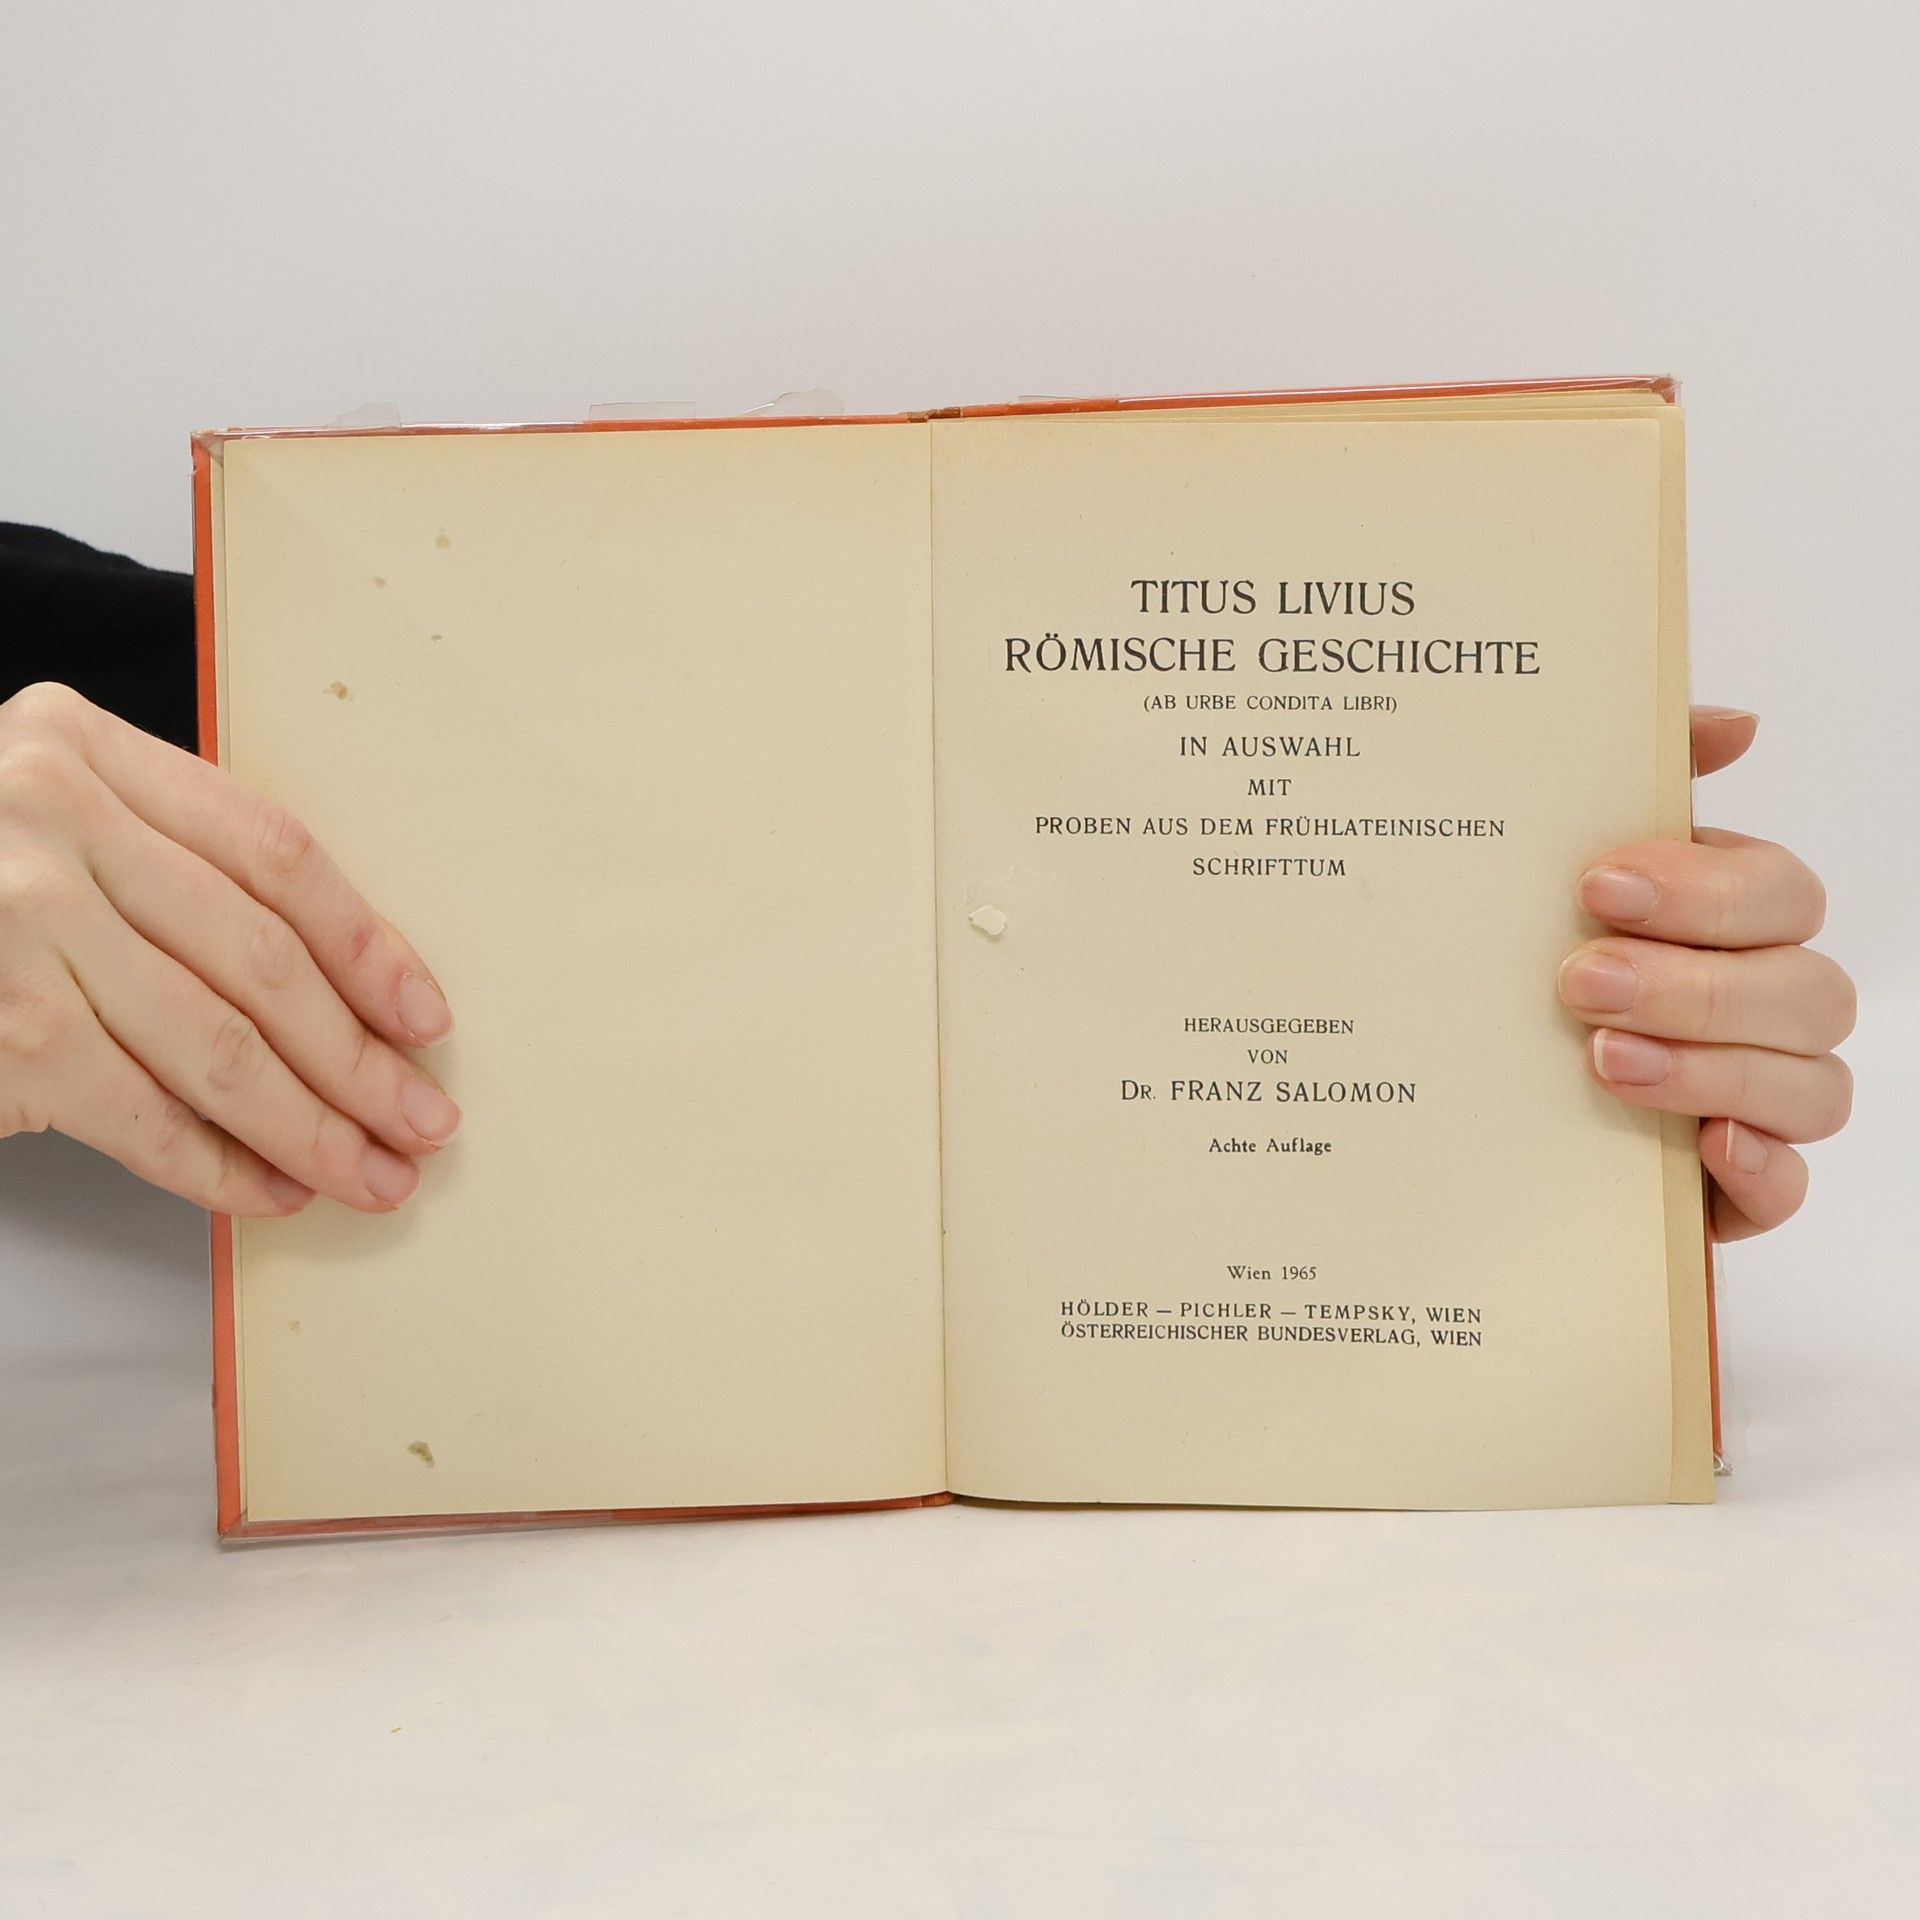 TITUS LIVIUS
RÖMISCHE GESCHICHTE
(AB URBE CONDITA LIBRI)
IN AUSWAHL
MIT
PROBEN AUS DEM FRÜHLATEINISCHEN
SCHRIFTTUM
HERAUSGEGEBEN
VON
DR. FRANZ SALOMON
Achte Auflage
Wien 1965
HÖLDER — PICHLER — TEMPSKY, WIEN
ÖSTERREICHISCHER BUNDESVERLAG, WIEN